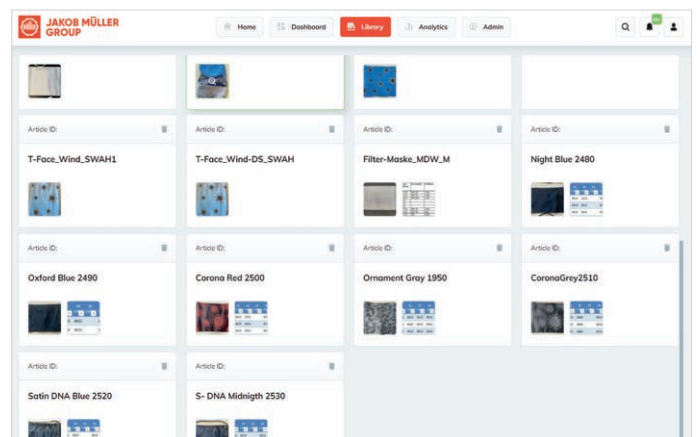 JAKOB MÜLLER
GROUP
Home
Dashboard
Library
Analytics
Admin
Article ID:
Article ID:
Article ID:
Article ID:
T-Face_Wind_SWAH1
T-Face_Wind-DS_SWAH
Filter-Maske_MDW_M
Night Blue 2480
Article ID:
Article ID:
Article ID:
Article ID:
Oxford Blue 2490
Corona Red 2500
Ornament Gray 1950
CoronaGrey2510
Article ID:
Article ID:
Satin DNA Blue 2520
S- DNA Midnigth 2530